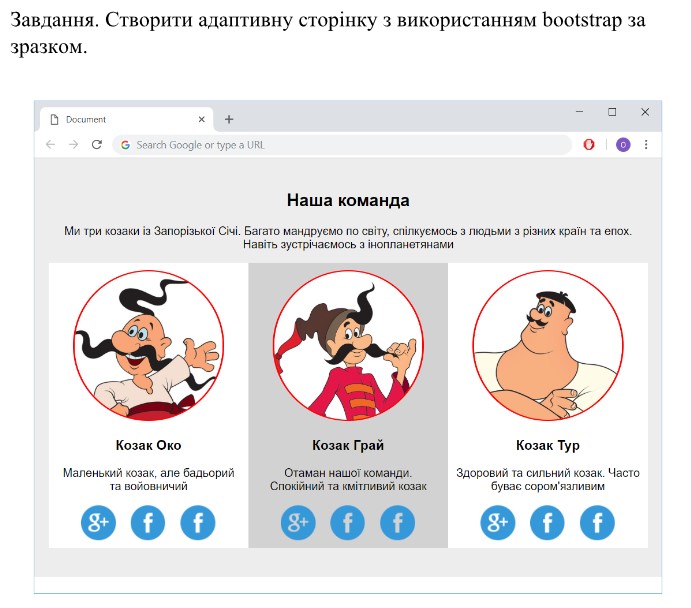 Завдання. Створити адаптивну сторінку з використанням bootstrap за
зразком.
Document
Search Google or type a URL
O
Наша команда
Ми три козаки із Запорізької Січі. Багато мандруємо по світу, спілкуємось з людьми з різних країн та епох.
Навіть зустрічаємось з інопланетянами
Козак Око
Маленький козак, але бадьорий
та войовничий
g+ f f
Козак Грай
Отаман нашої команди.
Спокійний та кмітливий козак
g+ f f
Козак Тур
Здоровий та сильний козак. Часто
буває сором'язливим
g+ f f